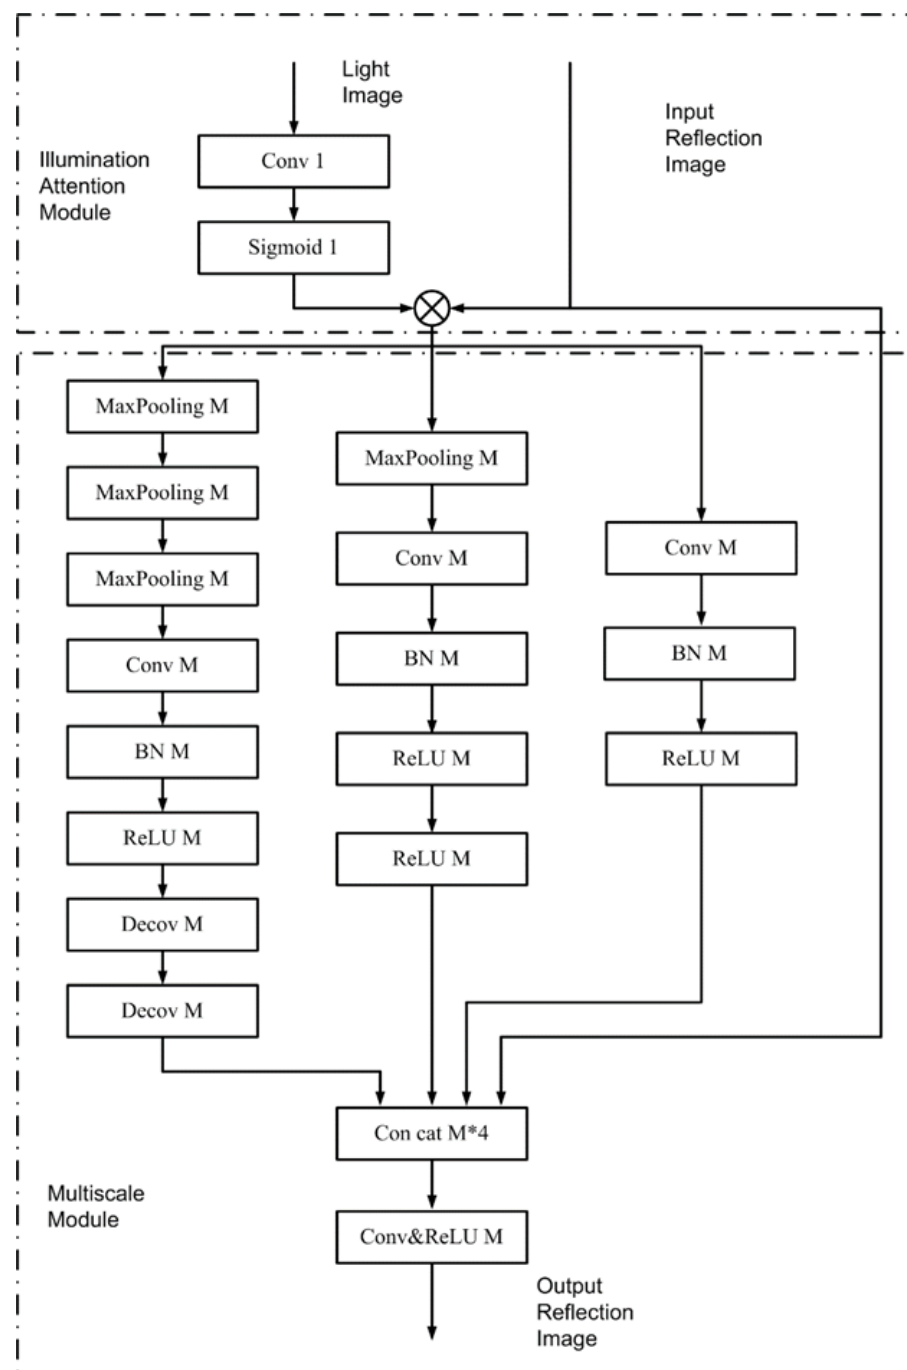 Light
Image
Input
Reflection
Image
Illumination
Attention
Module
Conv 1
Sigmoid 1
MaxPooling M
MaxPooling M
MaxPooling M
Conv M
BN M
ReLU M
Decov M
Decov M
MaxPooling M
Conv M
BN M
ReLU M
ReLU M
Conv M
BN M
ReLU M
Con cat M*4
Multiscale
Module
Conv&ReLU M
Output
Reflection
Image